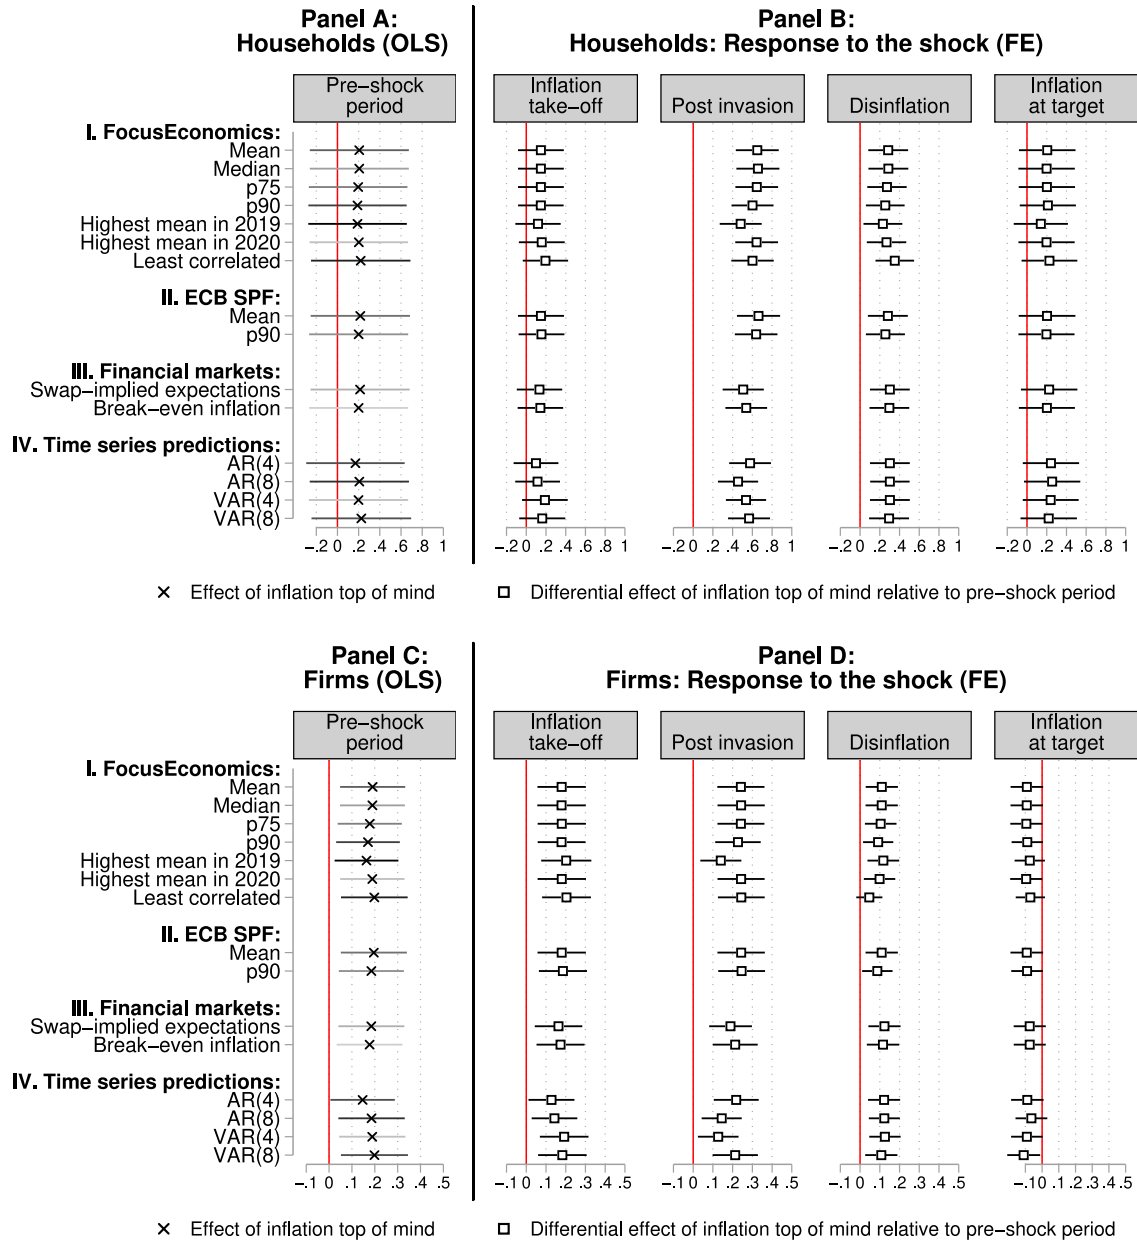 Panel A:
Households (OLS)
Panel B:
Households: Response to the shock (FE)
Pre−shock
period
Inflation
take−off
Post invasion
Disinflation
Inflation
at target
I. FocusEconomics:
Mean
Median
p75
p90
Highest mean in 2019
Highest mean in 2020
Least correlated
II. ECB SPF:
Mean
p90
III. Financial markets:
Swap−implied expectations
Break−even inflation
IV. Time series predictions:
AR(4)
AR(8)
VAR(4)
VAR(8)
−.2 0 .2 .4 .6 .8 1
−.2 0 .2 .4 .6 .8 1
−.2 0 .2 .4 .6 .8 1
−.2 0 .2 .4 .6 .8 1
−.2 0 .2 .4 .6 .8 1
Effect of inflation top of mind
Differential effect of inflation top of mind relative to pre−shock period
Panel C:
Firms (OLS)
Panel D:
Firms: Response to the shock (FE)
Pre−shock
period
Inflation
take−off
Post invasion
Disinflation
Inflation
at target
I. FocusEconomics:
Mean
Median
p75
p90
Highest mean in 2019
Highest mean in 2020
Least correlated
II. ECB SPF:
Mean
p90
III. Financial markets:
Swap−implied expectations
Break−even inflation
IV. Time series predictions:
AR(4)
AR(8)
VAR(4)
VAR(8)
−.1 0 .1 .2 .3 .4 .5
−.1 0 .1 .2 .3 .4 .5
−.1 0 .1 .2 .3 .4 .5
−.1 0 .1 .2 .3 .4 .5
−.1 0 .1 .2 .3 .4 .5
Effect of inflation top of mind
Differential effect of inflation top of mind relative to pre−shock period